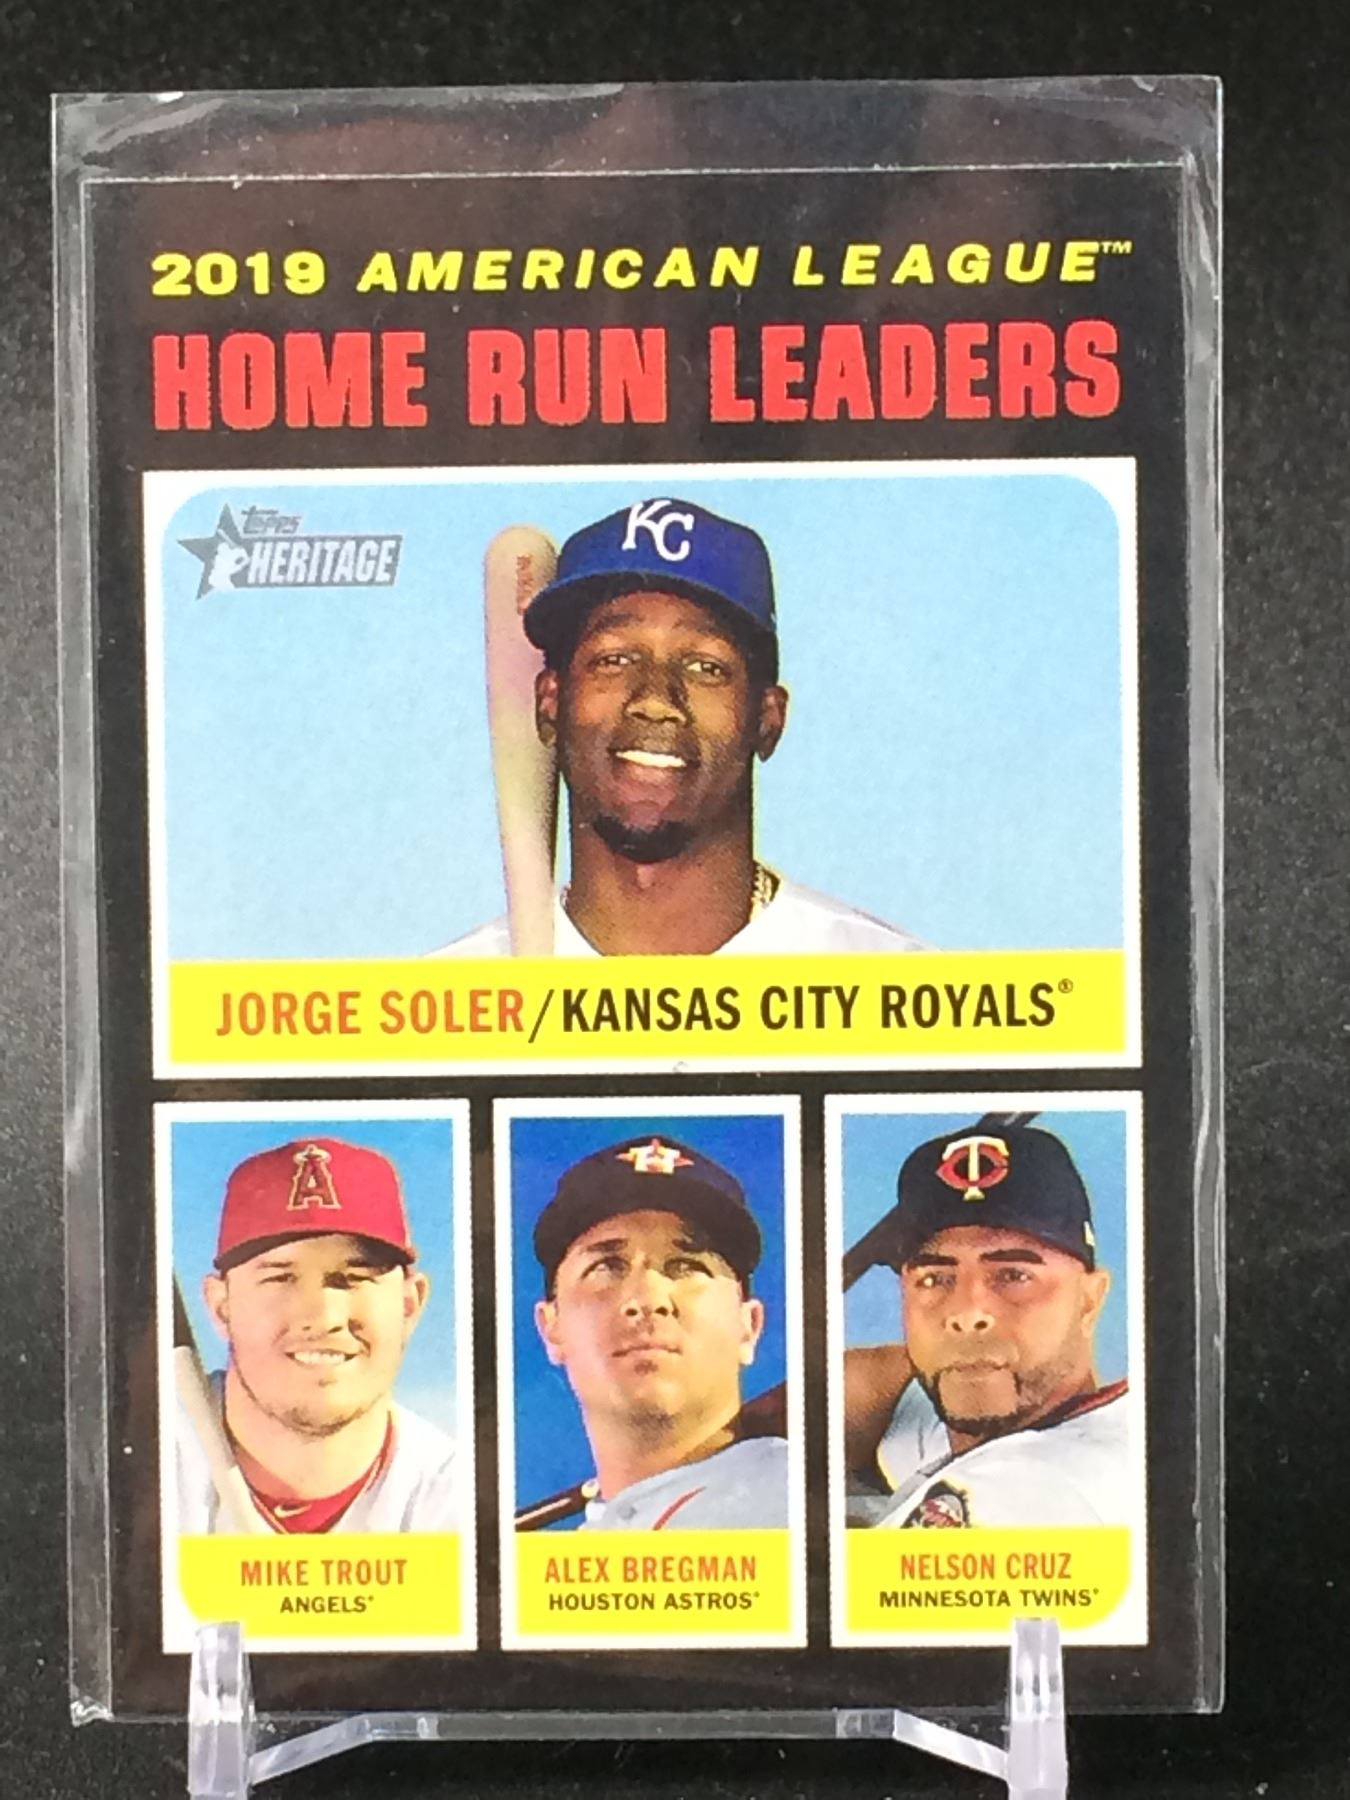 2019 AMERICAN LEAGUE™
HOME RUN LEADERS
Topps
HERITAGE
KC
JORGE SOLER/KANSAS CITY ROYALS®
A
H
TC
MIKE TROUT
ANGELS®
ALEX BREGMAN
HOUSTON ASTROS®
NELSON CRUZ
MINNESOTA TWINS®